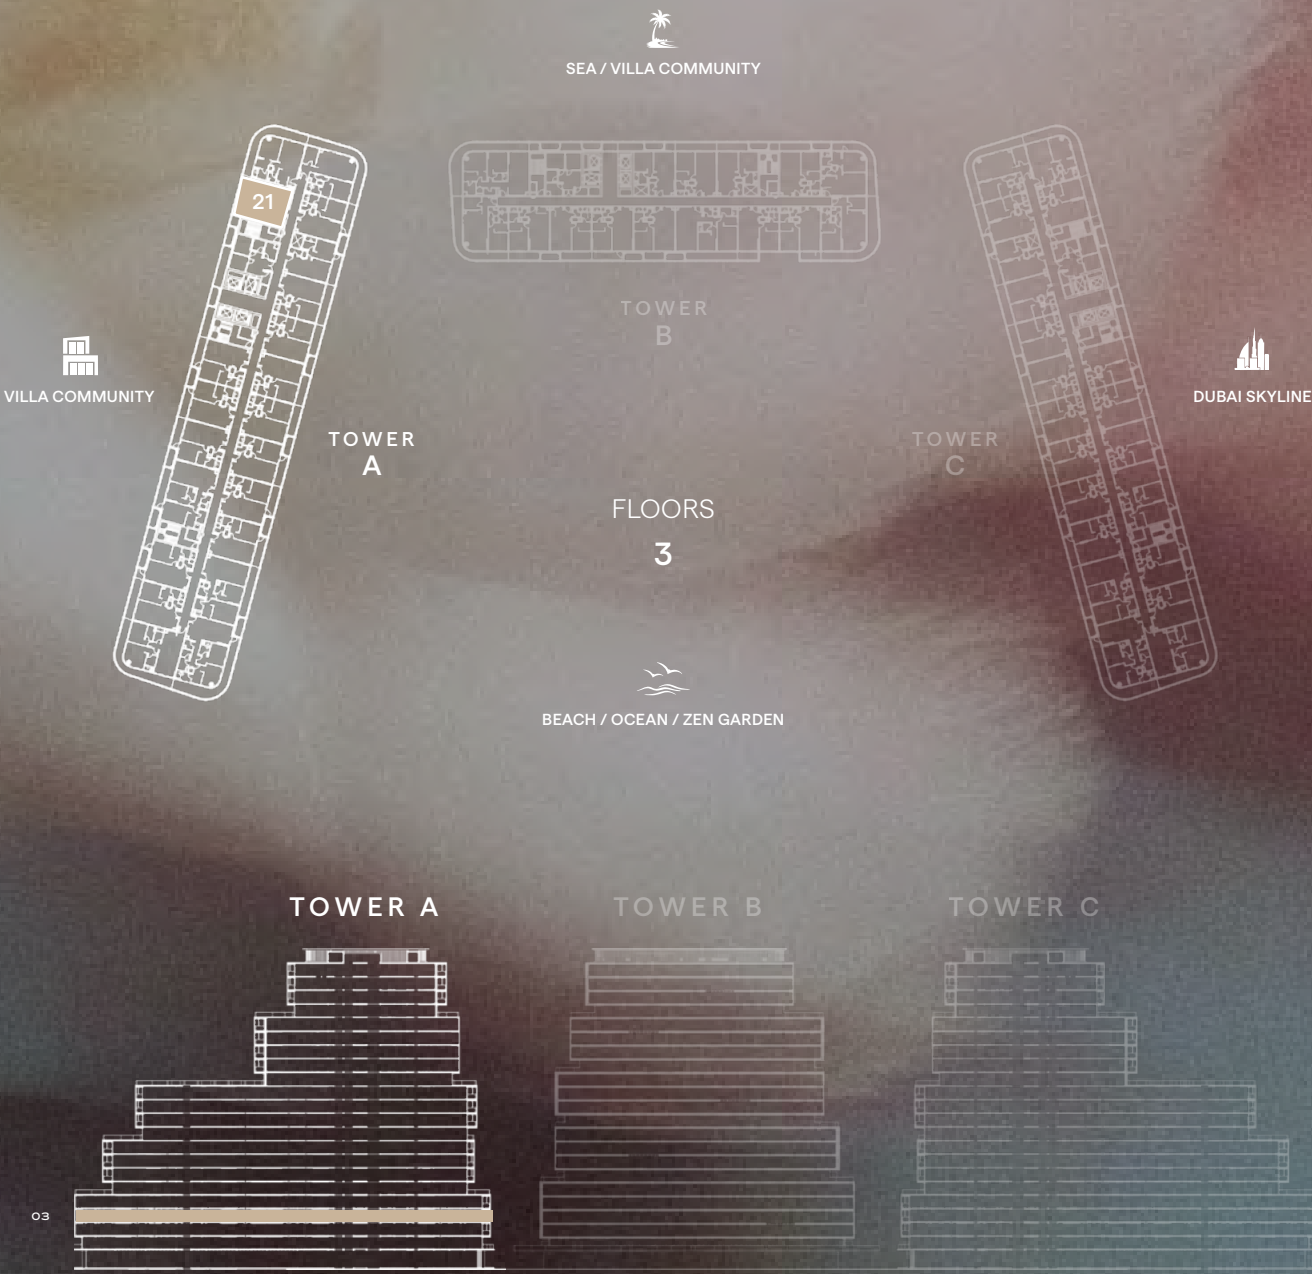 SEA / VILLA COMMUNITY
21
TOWER
B
VILLA COMMUNITY
DUBAI SKYLINE
TOWER
A
TOWER
C
FLOORS
3
BEACH / OCEAN / ZEN GARDEN
TOWER A
TOWER B
TOWER C
03